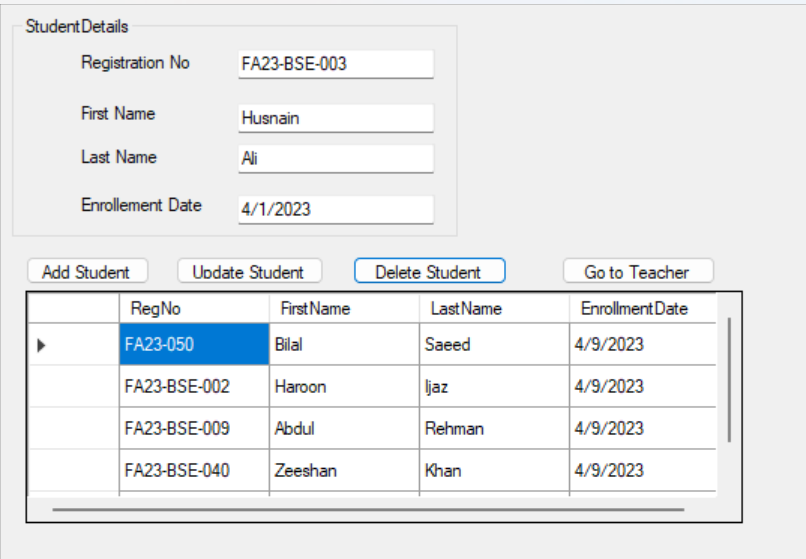 StudentDetails
Registration No FA23-BSE-003
First Name Husnain
Last Name Ali
Enrollement Date 4/1/2023
Add Student Update Student Delete Student Go to Teacher
RegNo FirstName LastName EnrollmentDate
FA23-050 Bilal Saeed 4/9/2023
FA23-BSE-002 Haroon Ijaz 4/9/2023
FA23-BSE-009 Abdul Rehman 4/9/2023
FA23-BSE-040 Zeeshan Khan 4/9/2023